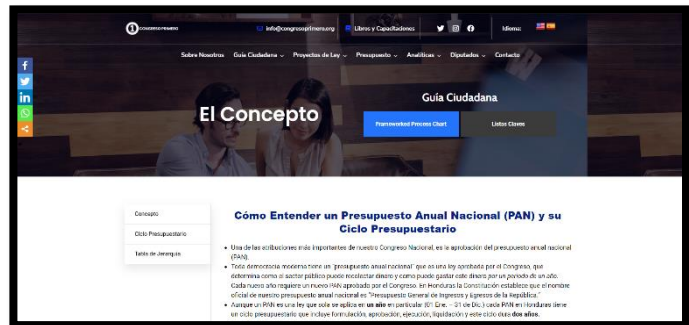 CONGRESO PRIMERO
info@congresoprimero.org
Libros y Capacitaciones
Idioma:
Sobre Nosotros Guía Ciudadana Proyectos de Ley Presupuesto Analíticas Diputados Contacto
El Concepto
Guía Ciudadana
Frameworked Process Chart
Listos Claves
Concepto
Ciclo Presupuestario
Tabla de Jerarquía
Cómo Entender un Presupuesto Anual Nacional (PAN) y su
Ciclo Presupuestario
Una de las atribuciones más importantes de nuestro Congreso Nacional, es la aprobación del presupuesto anual nacional
(PAN).
Toda democracia moderna tiene un "presupuesto anual nacional" que es una ley aprobada por el Congreso, que
determina como el sector público puede recolectar dinero y como puede gastar este dinero por un periodo de un año.
Cada nuevo año requiere un nuevo PAN aprobado por el Congreso. En Honduras la Constitución establece que el nombre
oficial de nuestro presupuesto anual nacional es "Presupuesto General de Ingresos y Egresos de la República."
Aunque un PAN es una ley que solo se aplica en un año en particular (01 Ene. – 31 de Dic.) cada PAN en Honduras tiene
un ciclo presupuestario que incluye formulación, aprobación, ejecución, liquidación y este ciclo dura dos años.